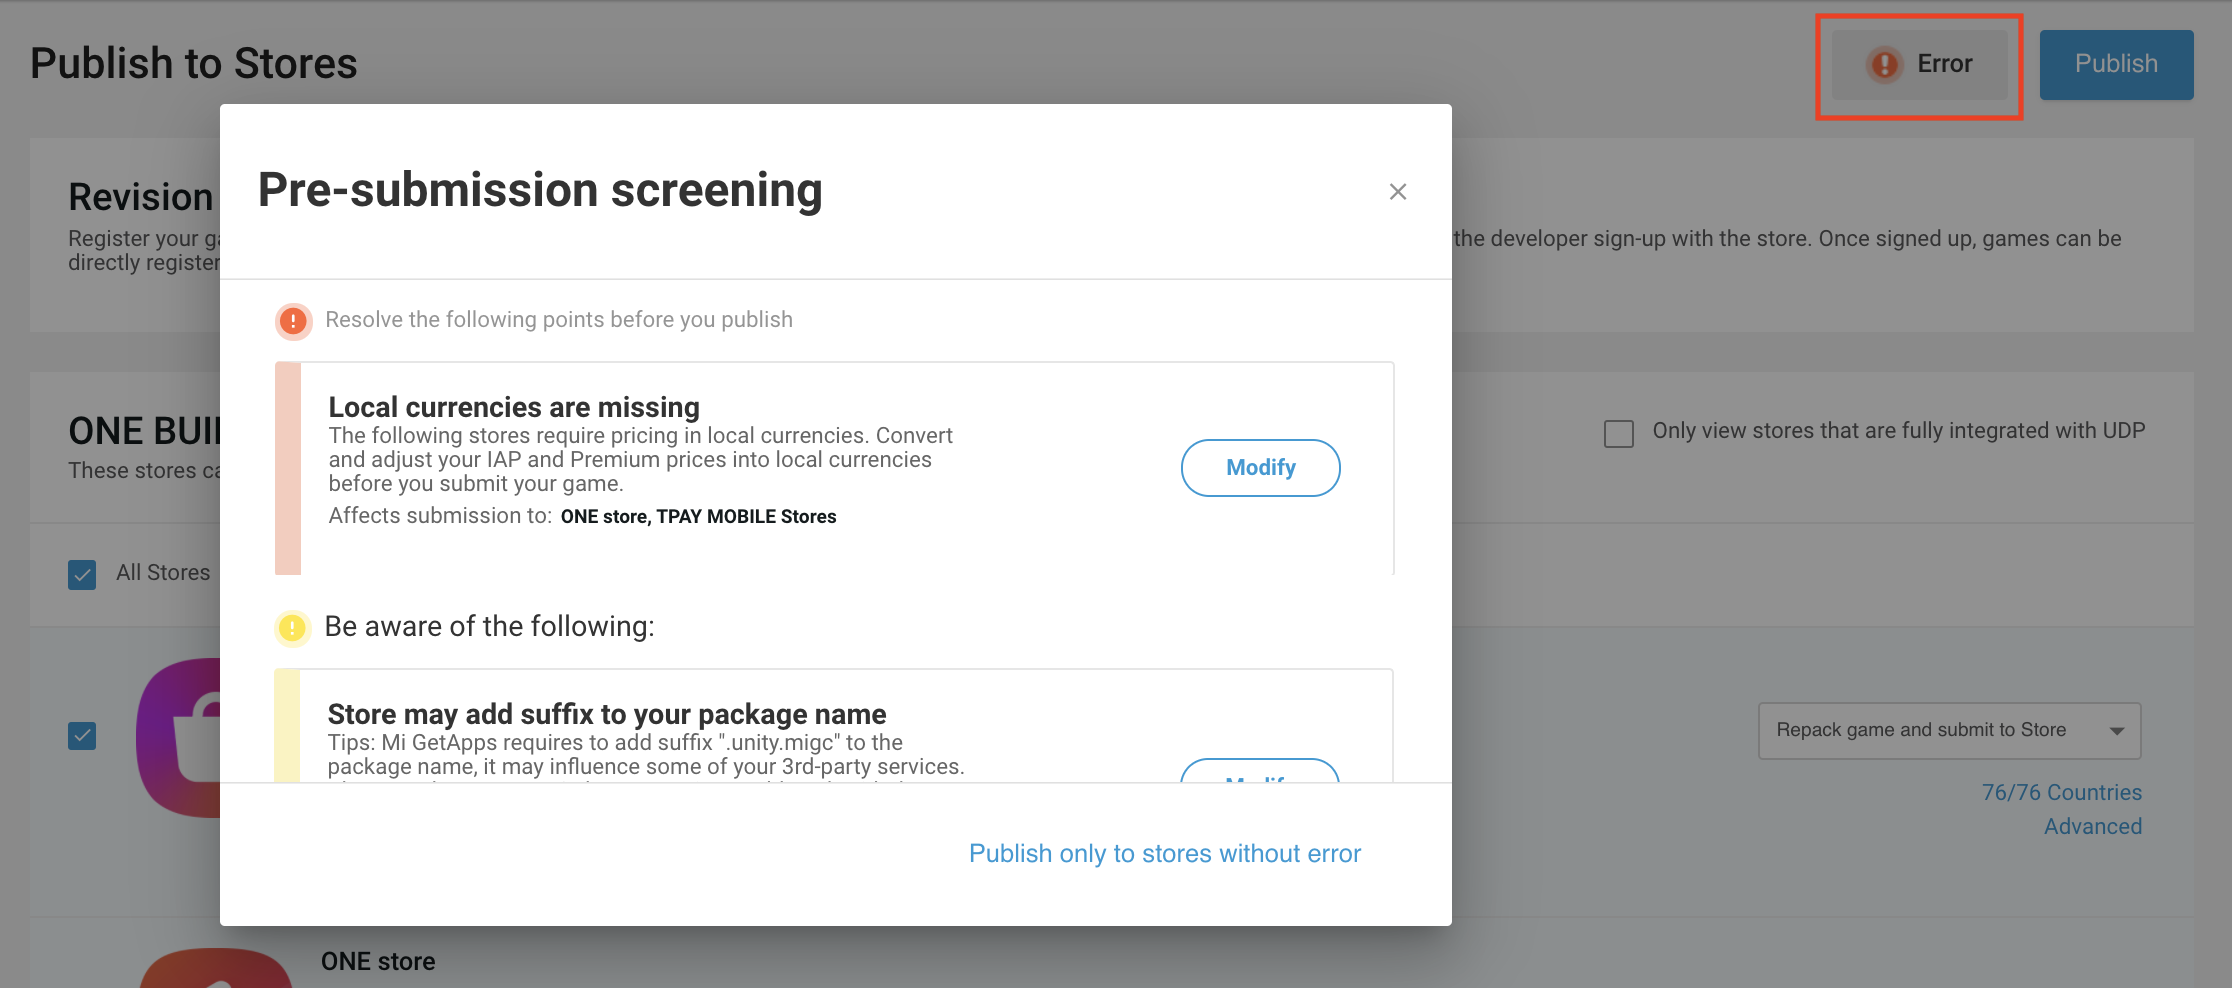 Publish to Stores
Error
Publish
Pre-submission screening
Revision
Register your
the developer sign-up with the store. Once signed up, games can be
directly register
Resolve the following points before you publish
Local currencies are missing
The following stores require pricing in local currencies. Convert
and adjust your IAP and Premium prices into local currencies
before you submit your game.
Affects submission to: ONE store, TPAY MOBILE Stores
Modify
ONE
Only view stores that are fully integrated with UDP
These stores
All Stores
Be aware of the following:
Store may add suffix to your package name
Tips: Mi GetApps requires to add suffix ".unity.migc" to the
package name, it may influence some of your 3rd-party services.
Repack game and submit to Store
76/76 Countries
Advanced
Publish only to stores without error
ONE store